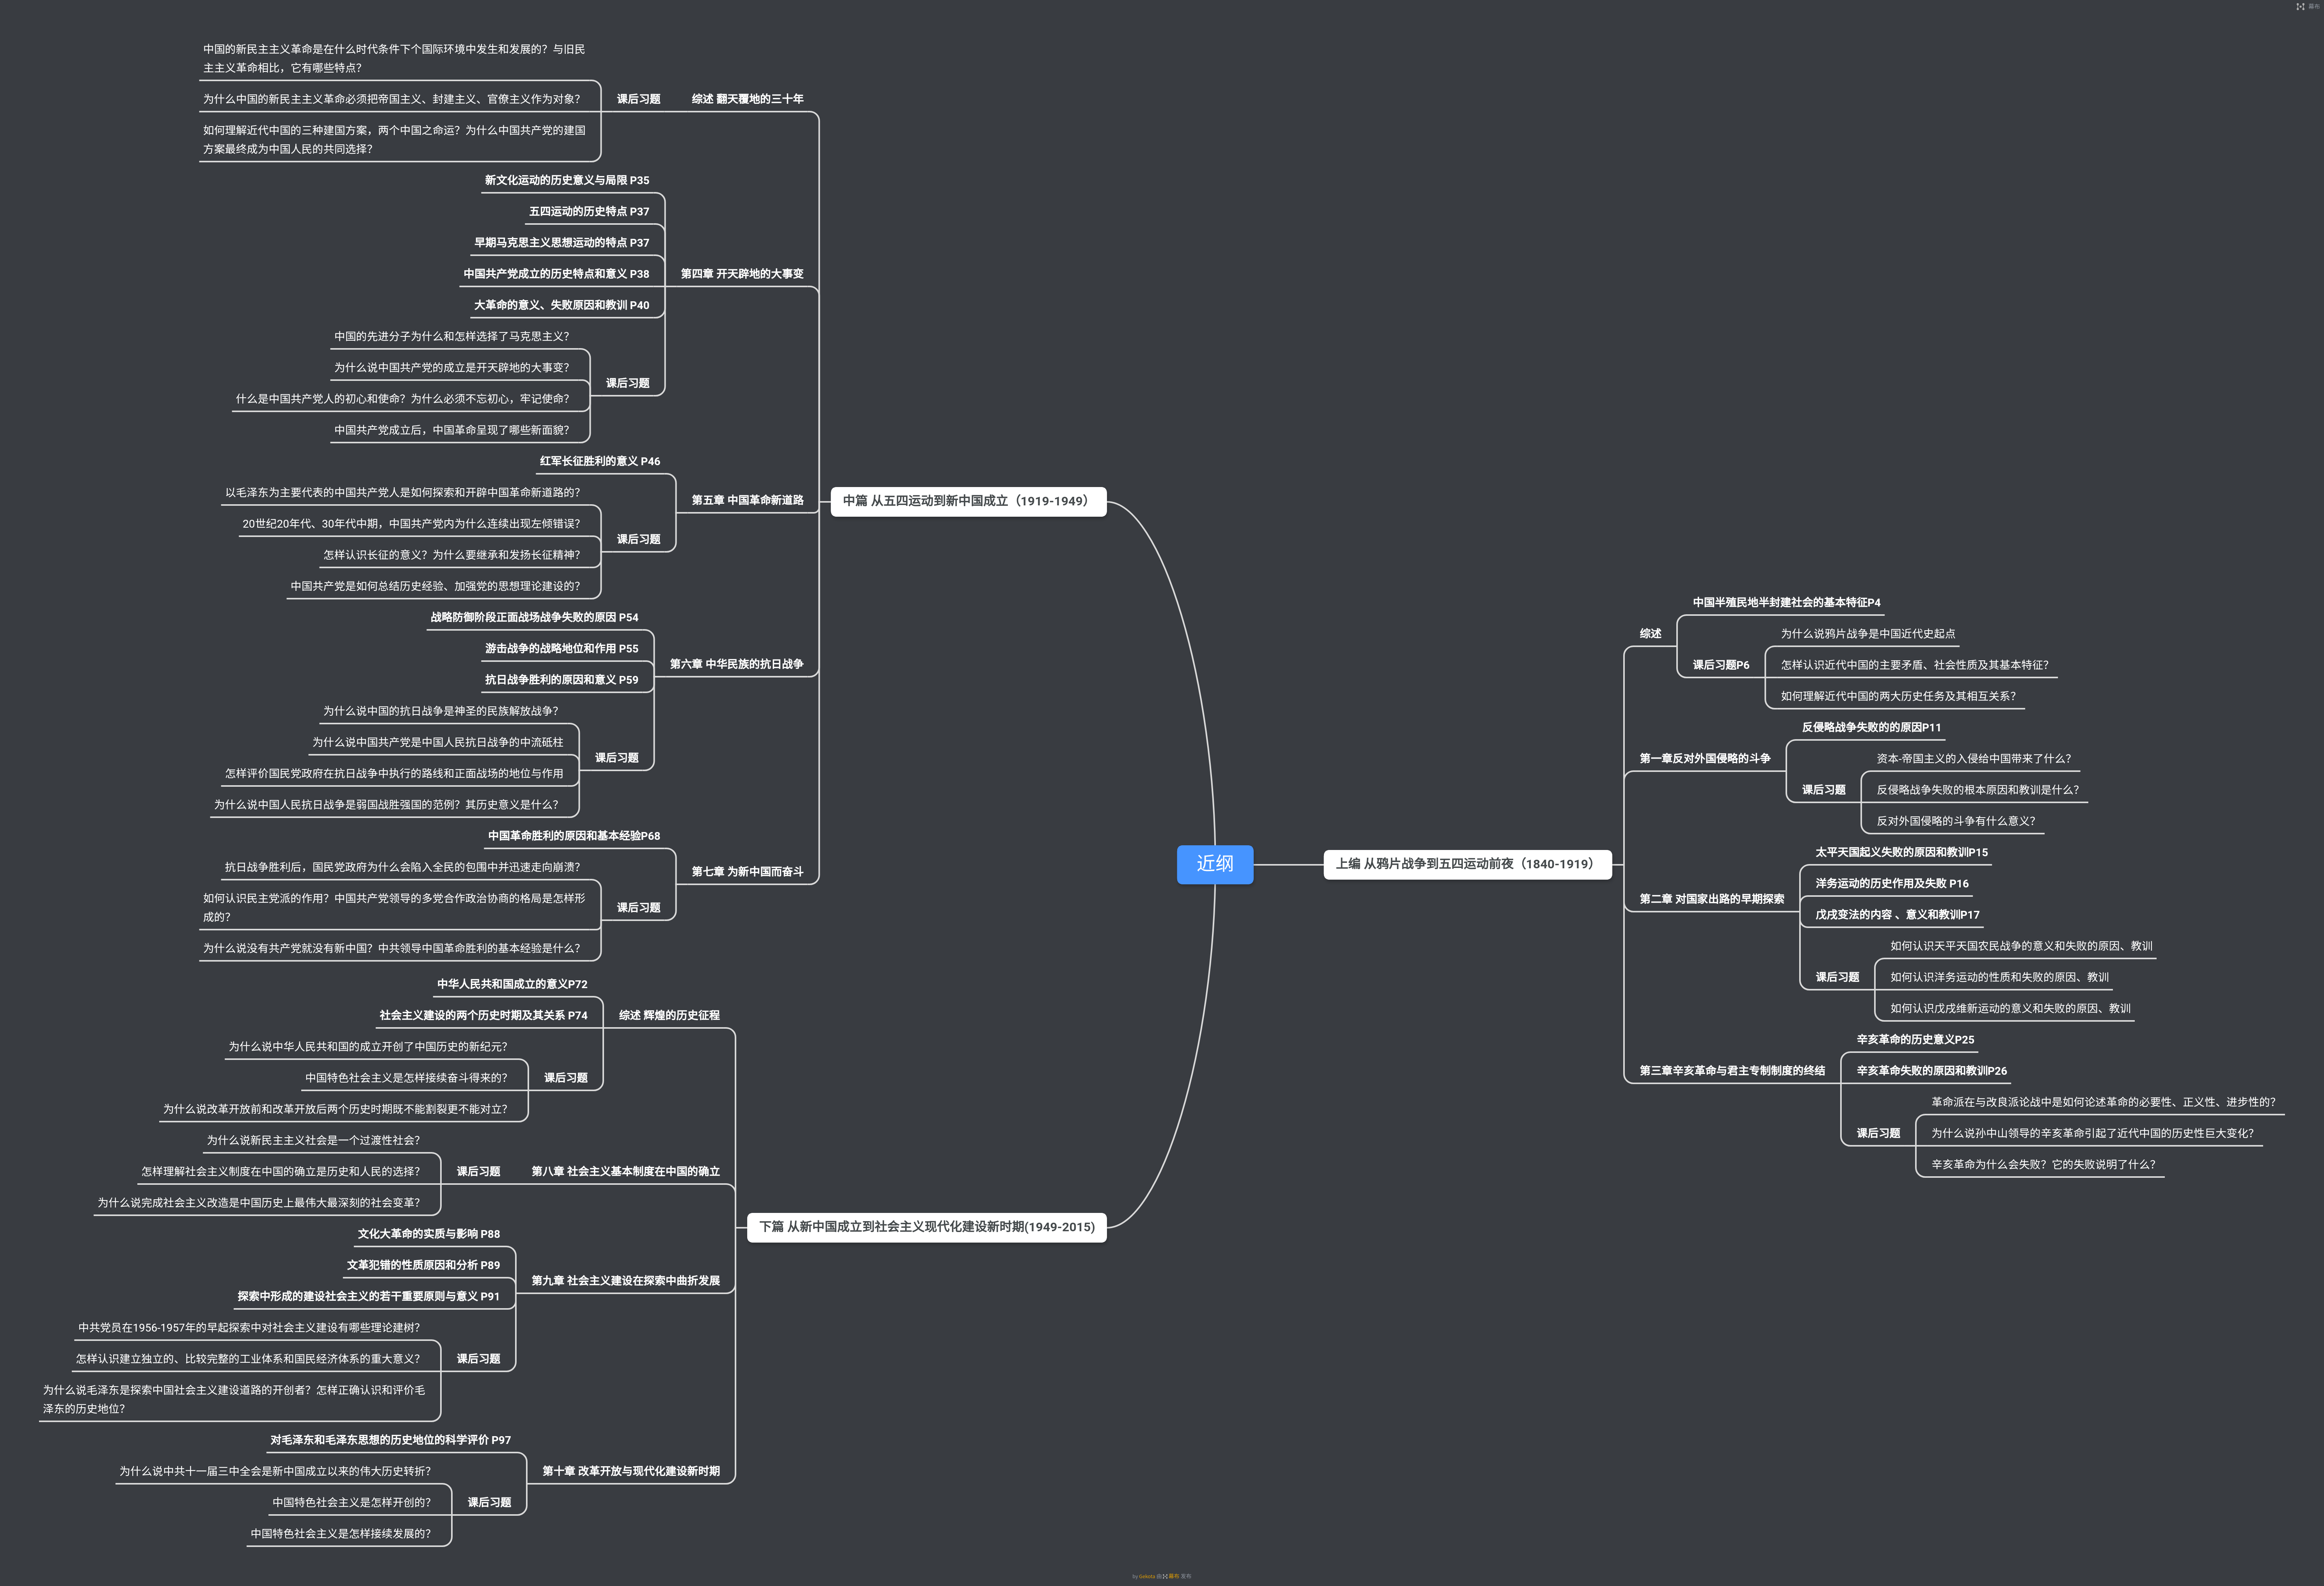 幕布
中国的新民主主义革命是在什么时代条件下个国际环境中发生和发展的？与旧民
主主义革命相比，它有哪些特点？
为什么中国的新民主主义革命必须把帝国主义、封建主义、官僚主义作为对象？
如何理解近代中国的三种建国方案，两个中国之命运？为什么中国共产党的建国
方案最终成为中国人民的共同选择？
课后习题
综述 翻天覆地的三十年
新文化运动的历史意义与局限 P35
五四运动的历史特点 P37
早期马克思主义思想运动的特点 P37
中国共产党成立的历史特点和意义 P38
大革命的意义、失败原因和教训 P40
中国的先进分子为什么和怎样选择了马克思主义？
为什么说中国共产党的成立是开天辟地的大事变？
什么是中国共产党人的初心和使命？为什么必须不忘初心，牢记使命？
中国共产党成立后，中国革命呈现了哪些新面貌？
课后习题
第四章 开天辟地的大事变
红军长征胜利的意义 P46
以毛泽东为主要代表的中国共产党人是如何探索和开辟中国革命新道路的？
20世纪20年代、30年代中期，中国共产党内为什么连续出现左倾错误？
怎样认识长征的意义？为什么要继承和发扬长征精神？
中国共产党是如何总结历史经验、加强党的思想理论建设的？
课后习题
第五章 中国革命新道路
战略防御阶段正面战场战争失败的原因 P54
游击战争的战略地位和作用 P55
抗日战争胜利的原因和意义 P59
为什么说中国的抗日战争是神圣的民族解放战争？
为什么说中国共产党是中国人民抗日战争的中流砥柱
怎样评价国民党政府在抗日战争中执行的路线和正面战场的地位与作用
为什么说中国人民抗日战争是弱国战胜强国的范例？其历史意义是什么？
课后习题
第六章 中华民族的抗日战争
中国革命胜利的原因和基本经验P68
抗日战争胜利后，国民党政府为什么会陷入全民的包围中并迅速走向崩溃？
如何认识民主党派的作用？中国共产党领导的多党合作政治协商的格局是怎样形
成的？
为什么说没有共产党就没有新中国？中共领导中国革命胜利的基本经验是什么？
课后习题
第七章 为新中国而奋斗
中篇 从五四运动到新中国成立（1919-1949）
中华人民共和国成立的意义P72
社会主义建设的两个历史时期及其关系 P74
为什么说中华人民共和国的成立开创了中国历史的新纪元？
中国特色社会主义是怎样接续奋斗得来的？
为什么说改革开放前和改革开放后两个历史时期既不能割裂更不能对立？
课后习题
综述 辉煌的历史征程
为什么说新民主主义社会是一个过渡性社会？
怎样理解社会主义制度在中国的确立是历史和人民的选择？
为什么说完成社会主义改造是中国历史上最伟大最深刻的社会变革？
课后习题
第八章 社会主义基本制度在中国的确立
文化大革命的实质与影响 P88
文革犯错的性质原因和分析 P89
探索中形成的建设社会主义的若干重要原则与意义 P91
中共党员在1956-1957年的早起探索中对社会主义建设有哪些理论建树？
怎样认识建立独立的、比较完整的工业体系和国民经济体系的重大意义？
为什么说毛泽东是探索中国社会主义建设道路的开创者？怎样正确认识和评价毛
泽东的历史地位？
课后习题
第九章 社会主义建设在探索中曲折发展
对毛泽东和毛泽东思想的历史地位的科学评价 P97
为什么说中共十一届三中全会是新中国成立以来的伟大历史转折？
中国特色社会主义是怎样开创的？
中国特色社会主义是怎样接续发展的？
课后习题
第十章 改革开放与现代化建设新时期
下篇 从新中国成立到社会主义现代化建设新时期(1949-2015)
近纲
上编 从鸦片战争到五四运动前夜（1840-1919）
综述
中国半殖民地半封建社会的基本特征P4
课后习题P6
为什么说鸦片战争是中国近代史起点
怎样认识近代中国的主要矛盾、社会性质及其基本特征？
如何理解近代中国的两大历史任务及其相互关系？
第一章反对外国侵略的斗争
反侵略战争失败的的原因P11
课后习题
资本-帝国主义的入侵给中国带来了什么？
反侵略战争失败的根本原因和教训是什么？
反对外国侵略的斗争有什么意义？
第二章 对国家出路的早期探索
太平天国起义失败的原因和教训P15
洋务运动的历史作用及失败 P16
戊戌变法的内容 、意义和教训P17
课后习题
如何认识天平天国农民战争的意义和失败的原因、教训
如何认识洋务运动的性质和失败的原因、教训
如何认识戊戌维新运动的意义和失败的原因、教训
第三章辛亥革命与君主专制制度的终结
辛亥革命的历史意义P25
辛亥革命失败的原因和教训P26
课后习题
革命派在与改良派论战中是如何论述革命的必要性、正义性、进步性的？
为什么说孙中山领导的辛亥革命引起了近代中国的历史性巨大变化？
辛亥革命为什么会失败？它的失败说明了什么？